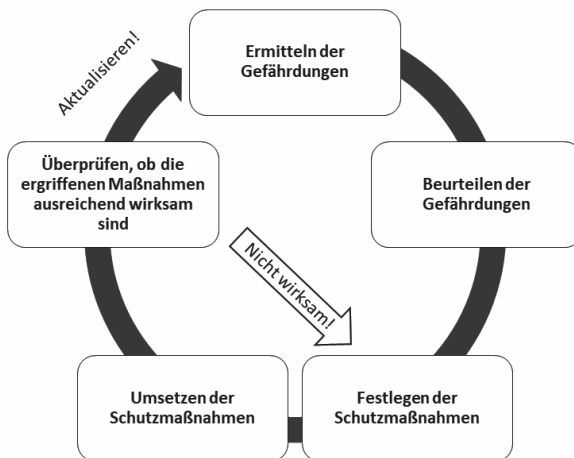 Aktualisieren!
Ermitteln der
Gefährdungen
Beurteilen der
Gefährdungen
Festlegen der
Schutzmaßnahmen
Umsetzen der
Schutzmaßnahmen
Überprüfen, ob die
ergriffenen Maßnahmen
ausreichend wirksam
sind
Nicht wirksam!